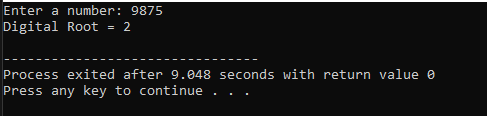 Enter a number: 9875
Digital Root = 2
--------------------------------
Process exited after 9.048 seconds with return value 0
Press any key to continue . . .